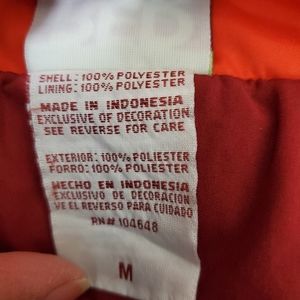 SHELL: 100% POLYESTER
LINING: 100% POLYESTER
MADE IN INDONESIA
EXCLUSIVE OF DECORATION
SEE REVERSE FOR CARE
EXTERIOR: 100% POLIESTER
FORRO: 100% POLIESTER
HECHO EN INDONESIA
EXCLUSIVO DE DECORACION
VE EL REVERSO PARA CUIDADO
RN# 104648
M